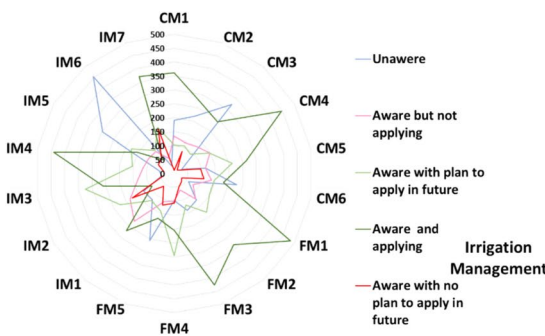 CM1
CM2
CM3
CM4
CM5
CM6
FM1
FM2
FM3
FM4
FM5
IM1
IM2
IM3
IM4
IM5
IM6
IM7
500
450
400
350
300
250
200
150
100
50
0
Unawere
Aware but not
applying
Aware with plan to
apply in future
Aware and
applying
Aware with no
plan to apply in
future
Irrigation
Management